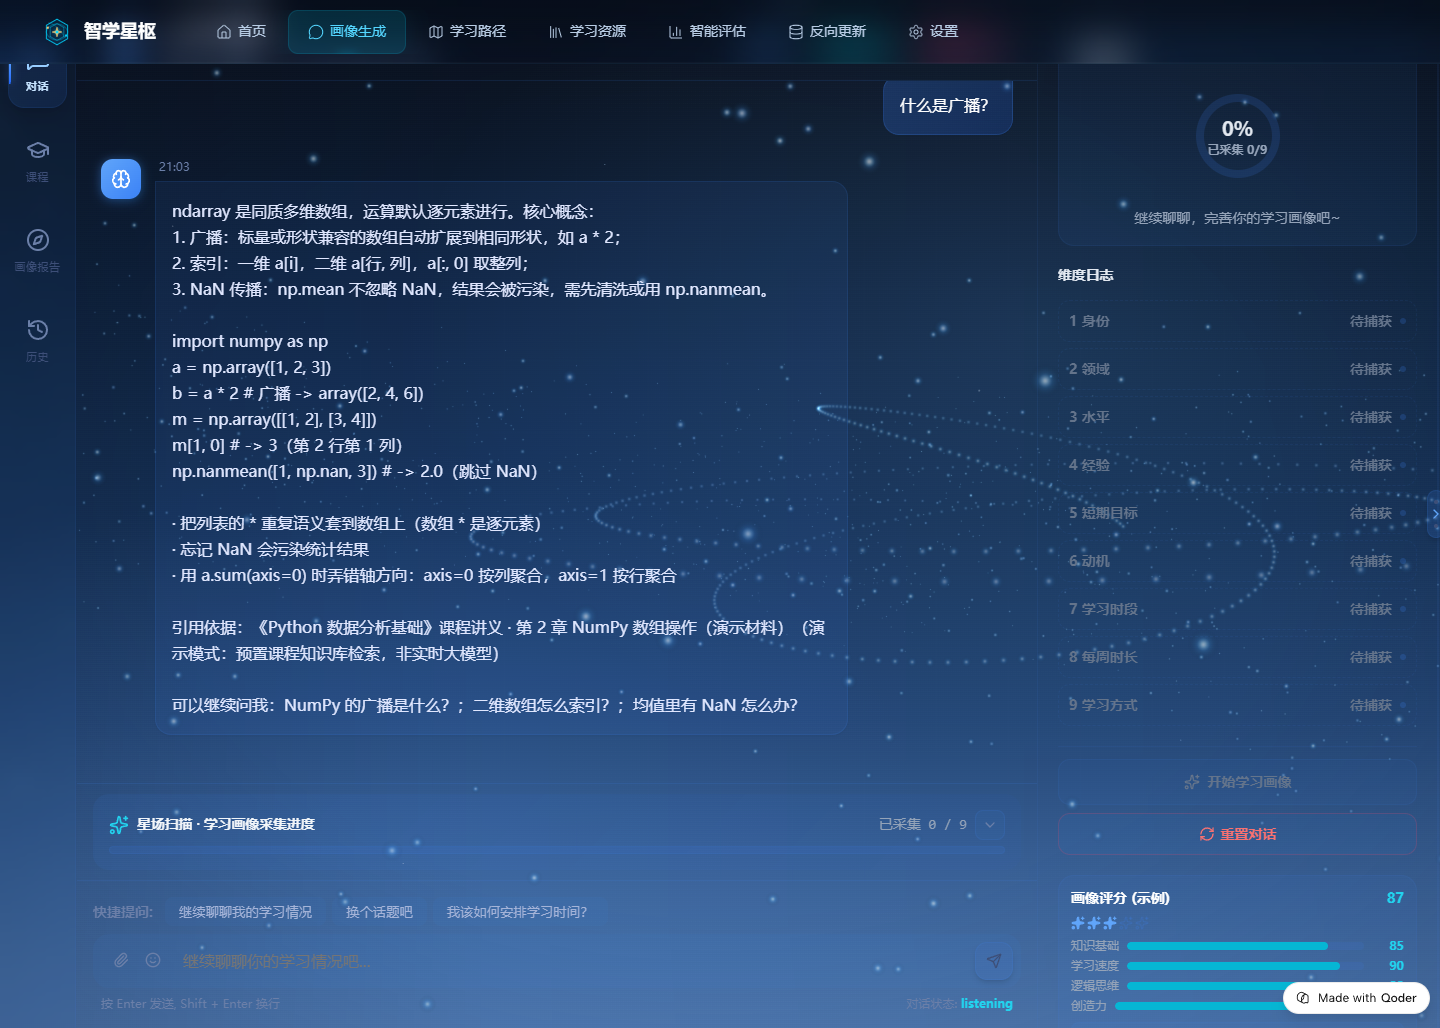 智学星枢
首页
画像生成
学习路径
学习资源
智能评估
反向更新
设置
对话
课程
画像报告
历史
什么是广播？
21:03
ndarray 是同质多维数组，运算默认逐元素进行。核心概念：
1. 广播：标量或形状兼容的数组自动扩展到相同形状，如 a * 2；
2. 索引：一维 a[i]，二维 a[行, 列]，a[:, 0] 取整列；
3. NaN 传播：np.mean 不忽略 NaN，结果会被污染，需先清洗或用 np.nanmean。
import numpy as np
a = np.array([1, 2, 3])
b = a * 2 # 广播 -> array([2, 4, 6])
m = np.array([[1, 2], [3, 4]])
m[1, 0] # -> 3（第 2 行第 1 列）
np.nanmean([1, np.nan, 3]) # -> 2.0（跳过 NaN）
· 把列表的 * 重复语义套到数组上（数组 * 是逐元素）
· 忘记 NaN 会污染统计结果
· 用 a.sum(axis=0) 时弄错轴方向：axis=0 按列聚合，axis=1 按行聚合
引用依据：《Python 数据分析基础》课程讲义 · 第 2 章 NumPy 数组操作（演示材料）（演
示模式：预置课程知识库检索，非实时大模型）
可以继续问我：NumPy 的广播是什么？；二维数组怎么索引？；均值里有 NaN 怎么办？
星场扫描 · 学习画像采集进度
已采集 0 / 9
快捷提问：
继续聊聊我的学习情况
换个话题吧
我该如何安排学习时间？
继续聊聊你的学习情况吧...
按 Enter 发送, Shift + Enter 换行
对话状态: listening
0%
已采集 0/9
继续聊聊，完善你的学习画像吧~
维度日志
1 身份 待捕获
2 领域 待捕获
3 水平 待捕获
4 经验 待捕获
5 短期目标 待捕获
6 动机 待捕获
7 学习时段 待捕获
8 每周时长 待捕获
9 学习方式 待捕获
开始学习画像
重置对话
画像评分 (示例) 87
知识基础 85
学习速度 90
逻辑思维
创造力
Made with Qoder